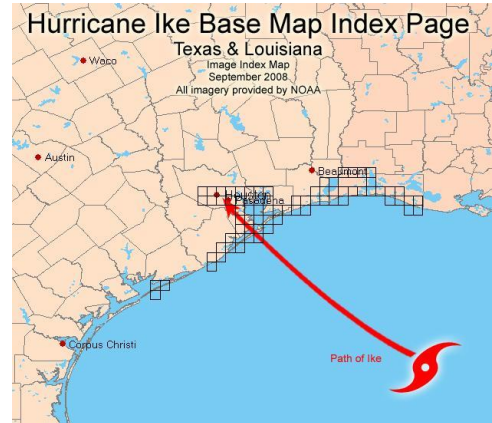 Hurricane Ike Base Map Index Page
Texas & Louisiana
Image Index Map
September 2008
All imagery provided by NOAA
Waco
Austin
Beaumont
Houston
Pasadena
Corpus Christi
Path of Ike